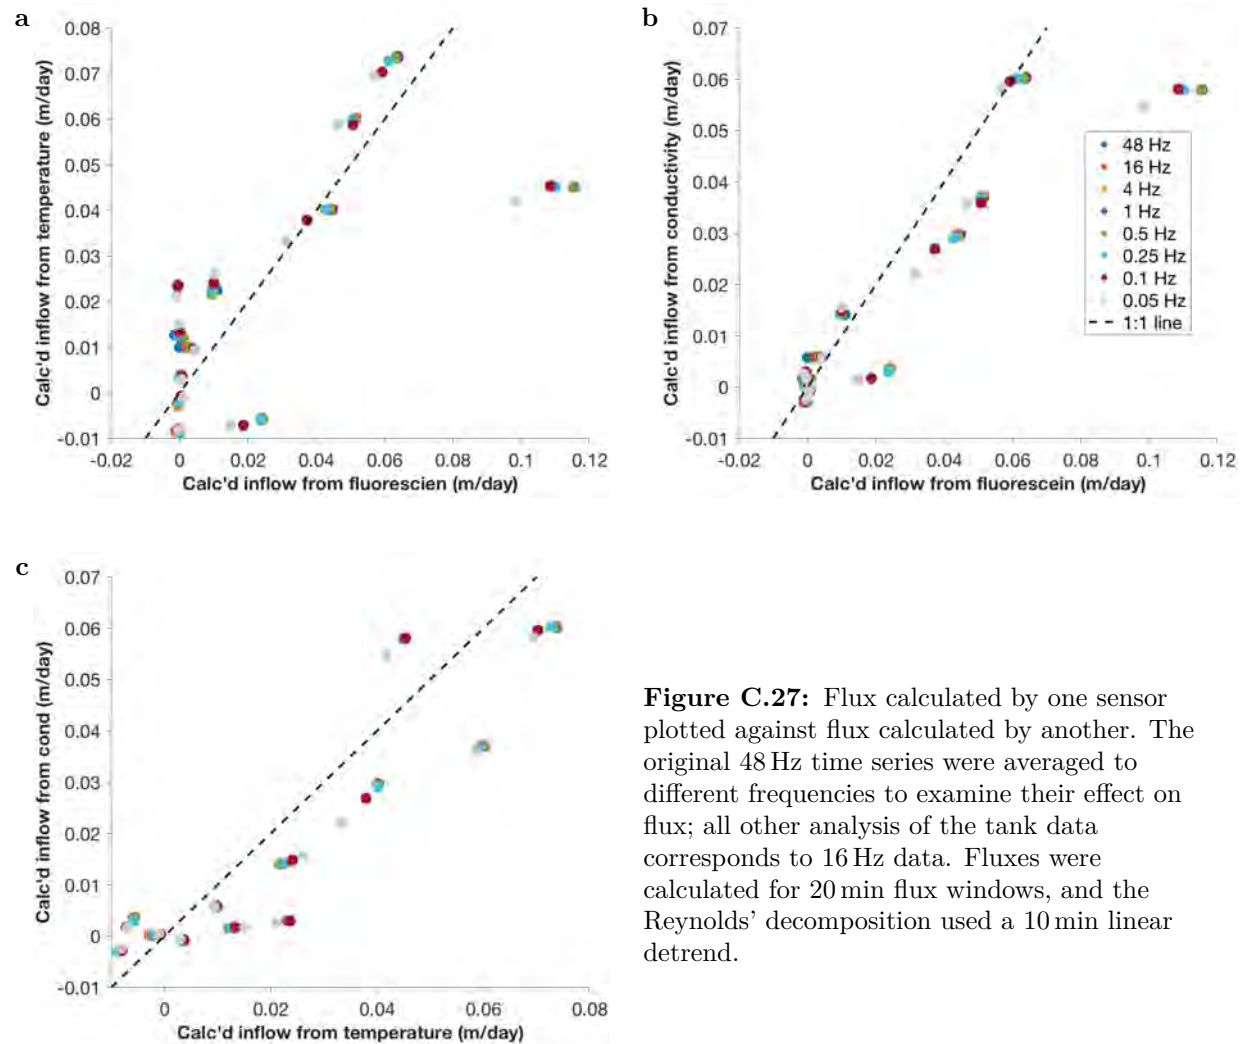 a
0.08
0.07
0.06
0.05
0.04
0.03
0.02
0.01
0
-0.01
-0.02 0 0.02 0.04 0.06 0.08 0.1 0.12
Calc'd inflow from temperature (m/day)
Calc'd inflow from fluorescien (m/day)
b
0.07
0.06
0.05
0.04
0.03
0.02
0.01
0
-0.01
-0.02 0 0.02 0.04 0.06 0.08 0.1 0.12
Calc'd inflow from conductivity (m/day)
Calc'd inflow from fluorescein (m/day)
48 Hz
16 Hz
4 Hz
1 Hz
0.5 Hz
0.25 Hz
0.1 Hz
0.05 Hz
1:1 line
c
0.07
0.06
0.05
0.04
0.03
0.02
0.01
0
-0.01
0 0.02 0.04 0.06 0.08
Calc'd inflow from cond (m/day)
Calc'd inflow from temperature (m/day)
Figure C.27: Flux calculated by one sensor
plotted against flux calculated by another. The
original 48 Hz time series were averaged to
different frequencies to examine their effect on
flux; all other analysis of the tank data
corresponds to 16 Hz data. Fluxes were
calculated for 20 min flux windows, and the
Reynolds' decomposition used a 10 min linear
detrend.